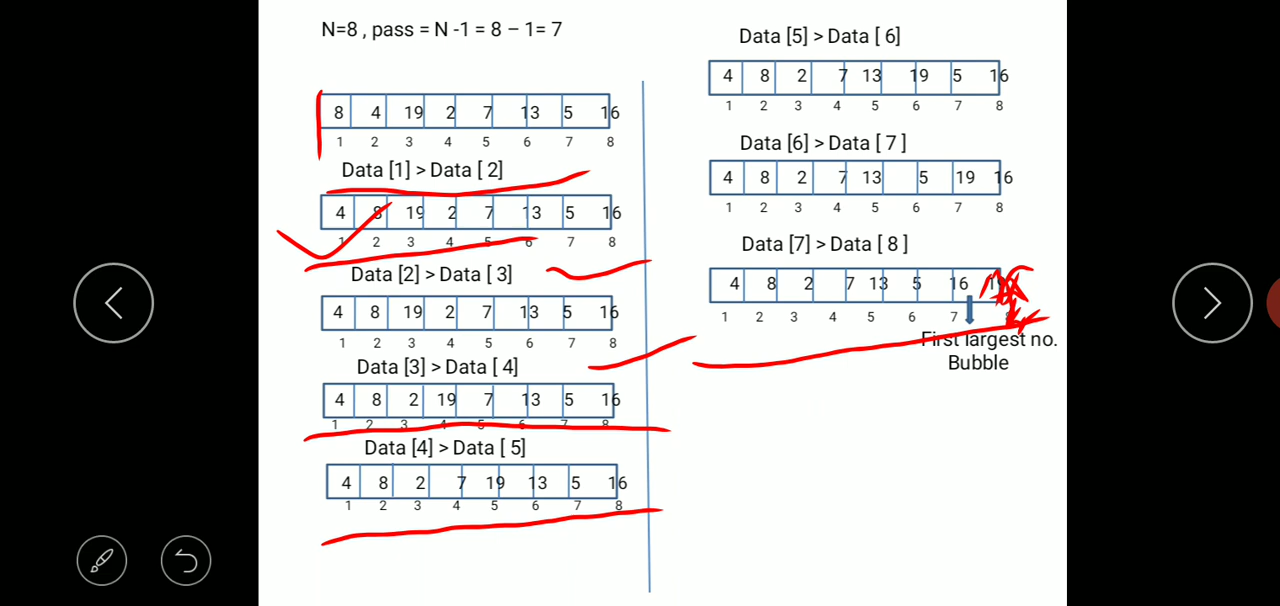 N=8 , pass = N -1 = 8 – 1= 7
8 4 19 2 7 13 5 16
1 2 3 4 5 6 7 8
Data [1] > Data [ 2]
4 8 19 2 7 13 5 16
1 2 3 4 5 6 7 8
Data [2] > Data [ 3]
4 8 19 2 7 13 5 16
1 2 3 4 5 6 7 8
Data [3] > Data [ 4]
4 8 2 19 7 13 5 16
1 2 3 4 5 6 7 8
Data [4] > Data [ 5]
4 8 2 7 19 13 5 16
1 2 3 4 5 6 7 8
Data [5] > Data [ 6]
4 8 2 7 13 19 5 16
1 2 3 4 5 6 7 8
Data [6] > Data [ 7 ]
4 8 2 7 13 5 19 16
1 2 3 4 5 6 7 8
Data [7] > Data [ 8 ]
4 8 2 7 13 5 16
1 2 3 4 5 6 7 8
First largest no.
Bubble